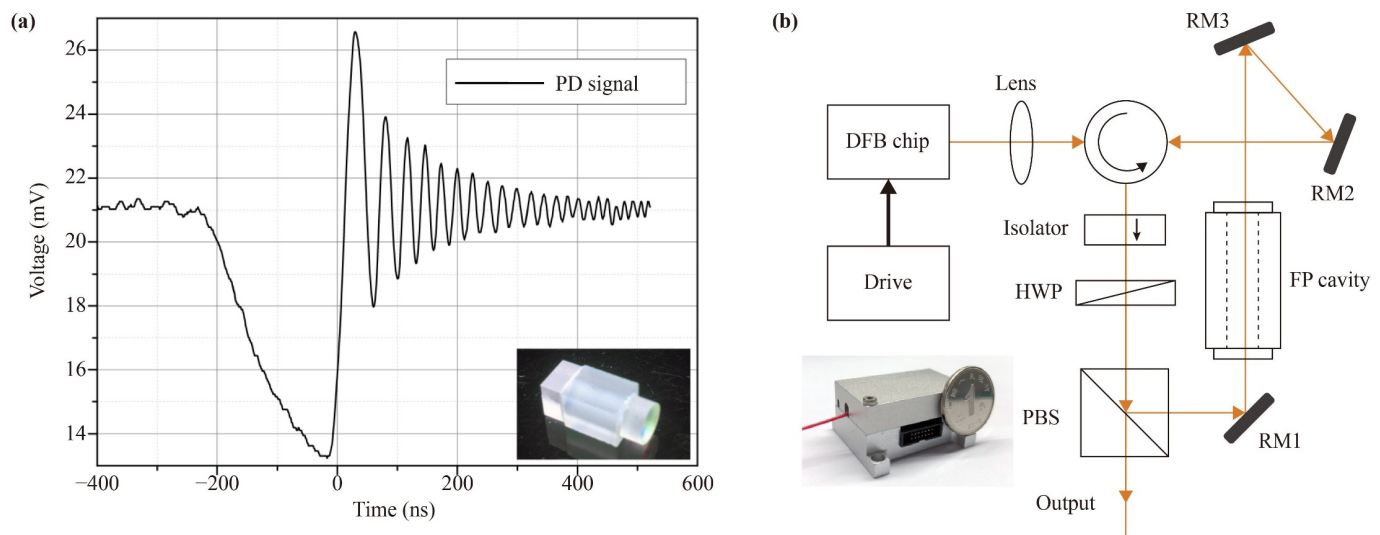 (a)
26
24
22
20
18
16
14
Voltage (mV)
PD signal
−400
−200
0
200
400
600
Time (ns)
(b)
RM3
Lens
DFB chip
RM2
Isolator
Drive
HWP
FP cavity
PBS
RM1
Output